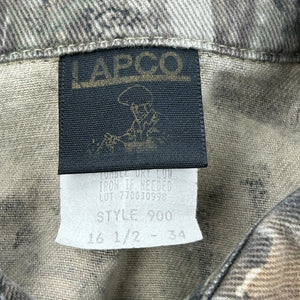 LAPCO
TUMBLE DRY LOW
IRON IF NEEDED
LOT 770030998
STYLE 900
16 1/2 - 34